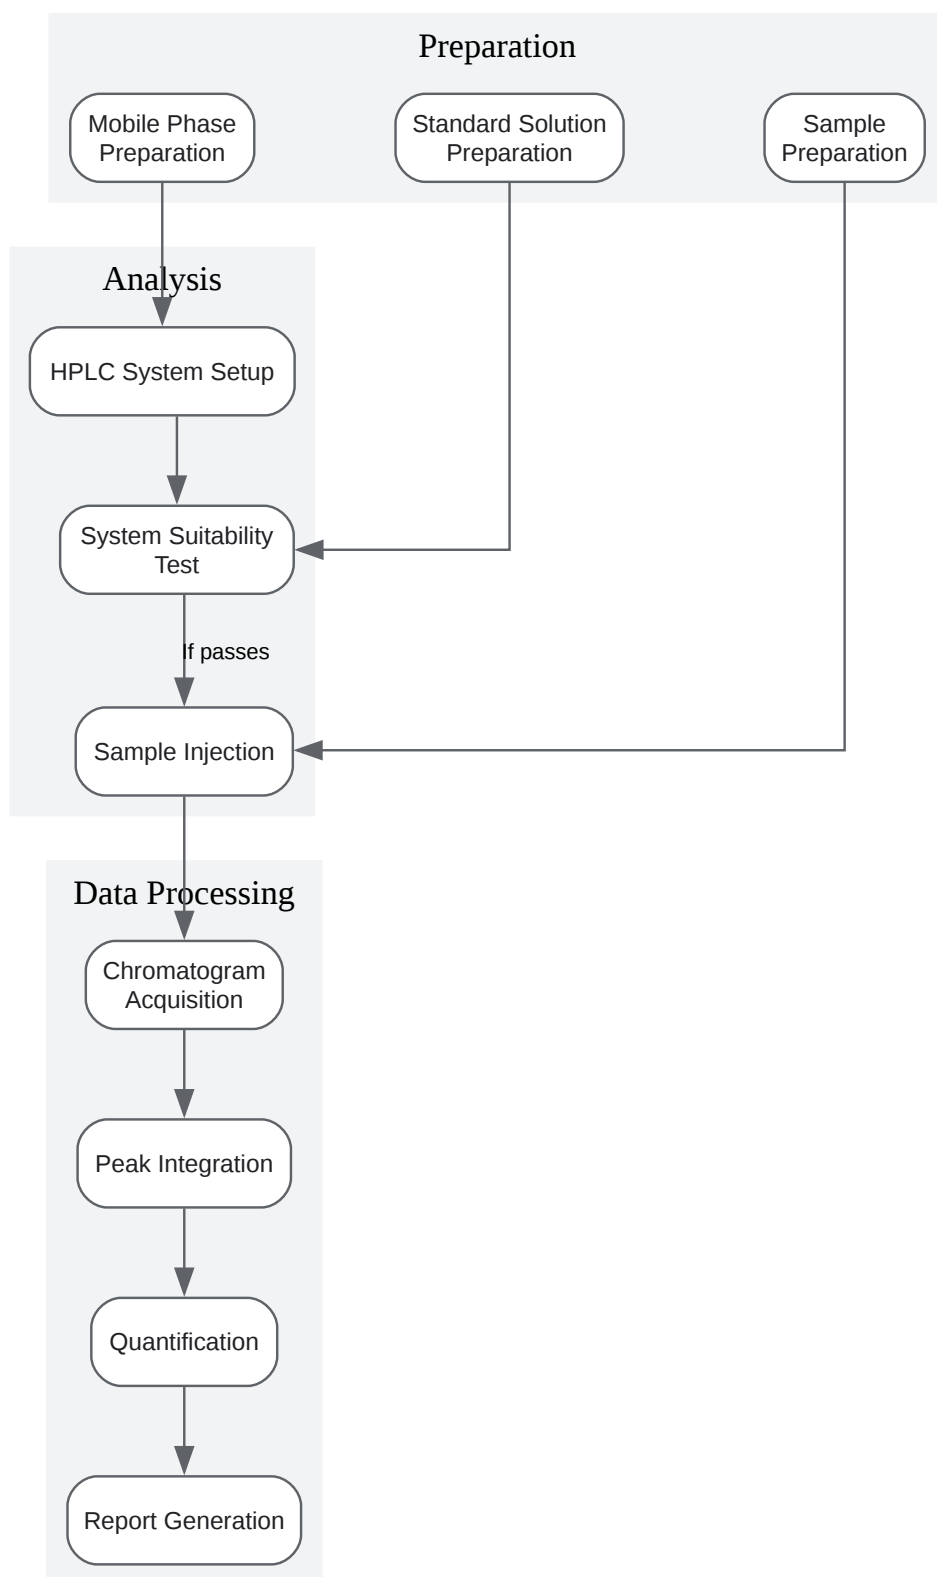 Preparation
Mobile Phase
Preparation
Standard Solution
Preparation
Sample
Preparation
Analysis
HPLC System Setup
System Suitability
Test
If passes
Sample Injection
Data Processing
Chromatogram
Acquisition
Peak Integration
Quantification
Report Generation